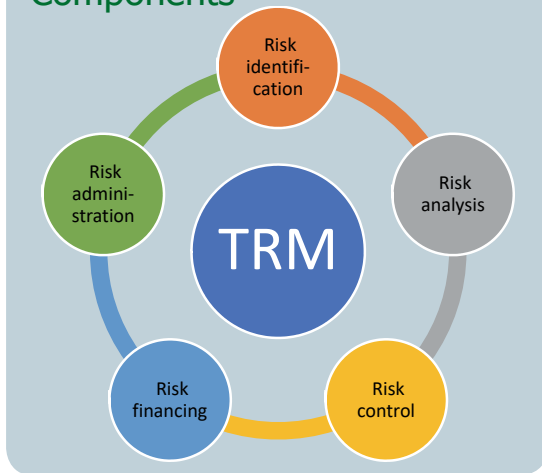 Components
Risk
identifi-
cation
Risk
analysis
Risk
control
Risk
financing
Risk
admini-
stration
TRM